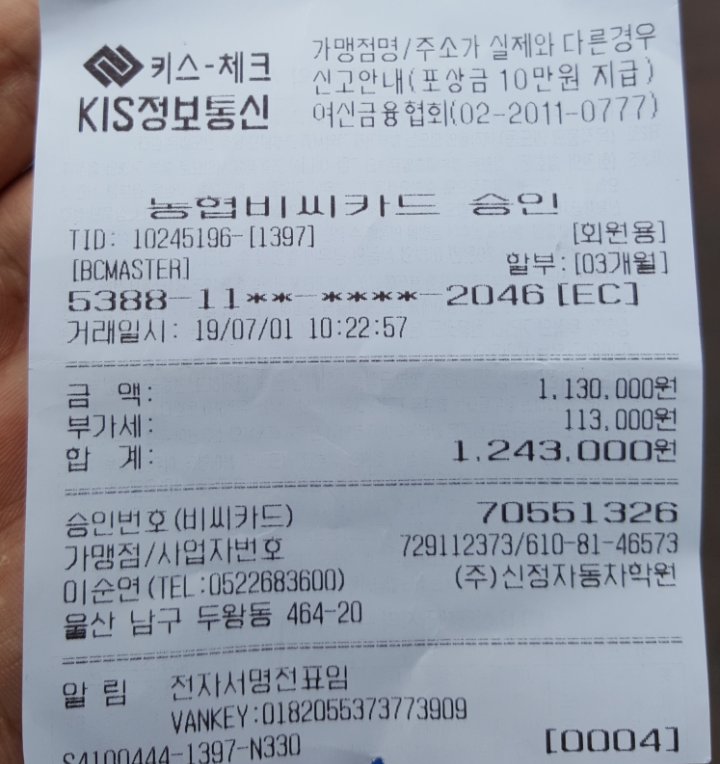 키스-체크
KIS정보통신
가맹점명/주소가 실제와 다른경우
신고안내(포상금 10만원 지급)
여신금융협회(02-2011-0777)
농협비씨카드 승인
TID: 10245196-[1397] [회원용]
[BCMASTER] 할부:[03개월]
5388-11**-****-2046[EC]
거래일시: 19/07/01 10:22:57
금 액: 1,130,000원
부가세: 113,000원
합 계: 1,243,000원
승인번호(비씨카드) 70551326
가맹점/사업자번호 729112373/610-81-46573
이순연(TEL:0522683600) (주)신정자동차학원
울산 남구 두왕동 464-20
알 림 전자서명전표임
VANKEY:0182055373773909
S4100444-1397-N330 [0004]